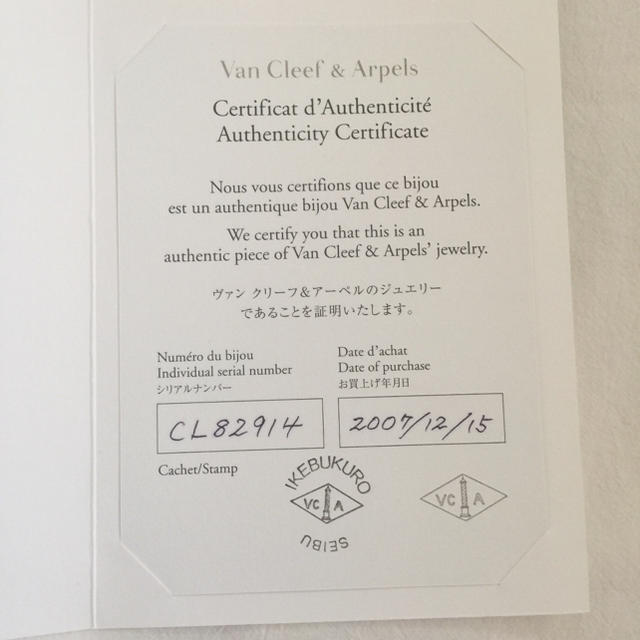 Van Cleef & Arpels
Certificat d'Authenticité
Authenticity Certificate
Nous vous certifions que ce bijou
est un authentique bijou Van Cleef & Arpels.
We certify you that this is an
authentic piece of Van Cleef & Arpels' jewelry.
ヴァン クリーフ&アーペルのジュエリー
であることを証明いたします。
Numéro du bijou
Individual serial number
シリアルナンバー
CL82914
Date d'achat
Date of purchase
お買上げ年月日
2007/12/15
Cachet/Stamp
IKEBUKURO
VC A
SEIBU
VC A